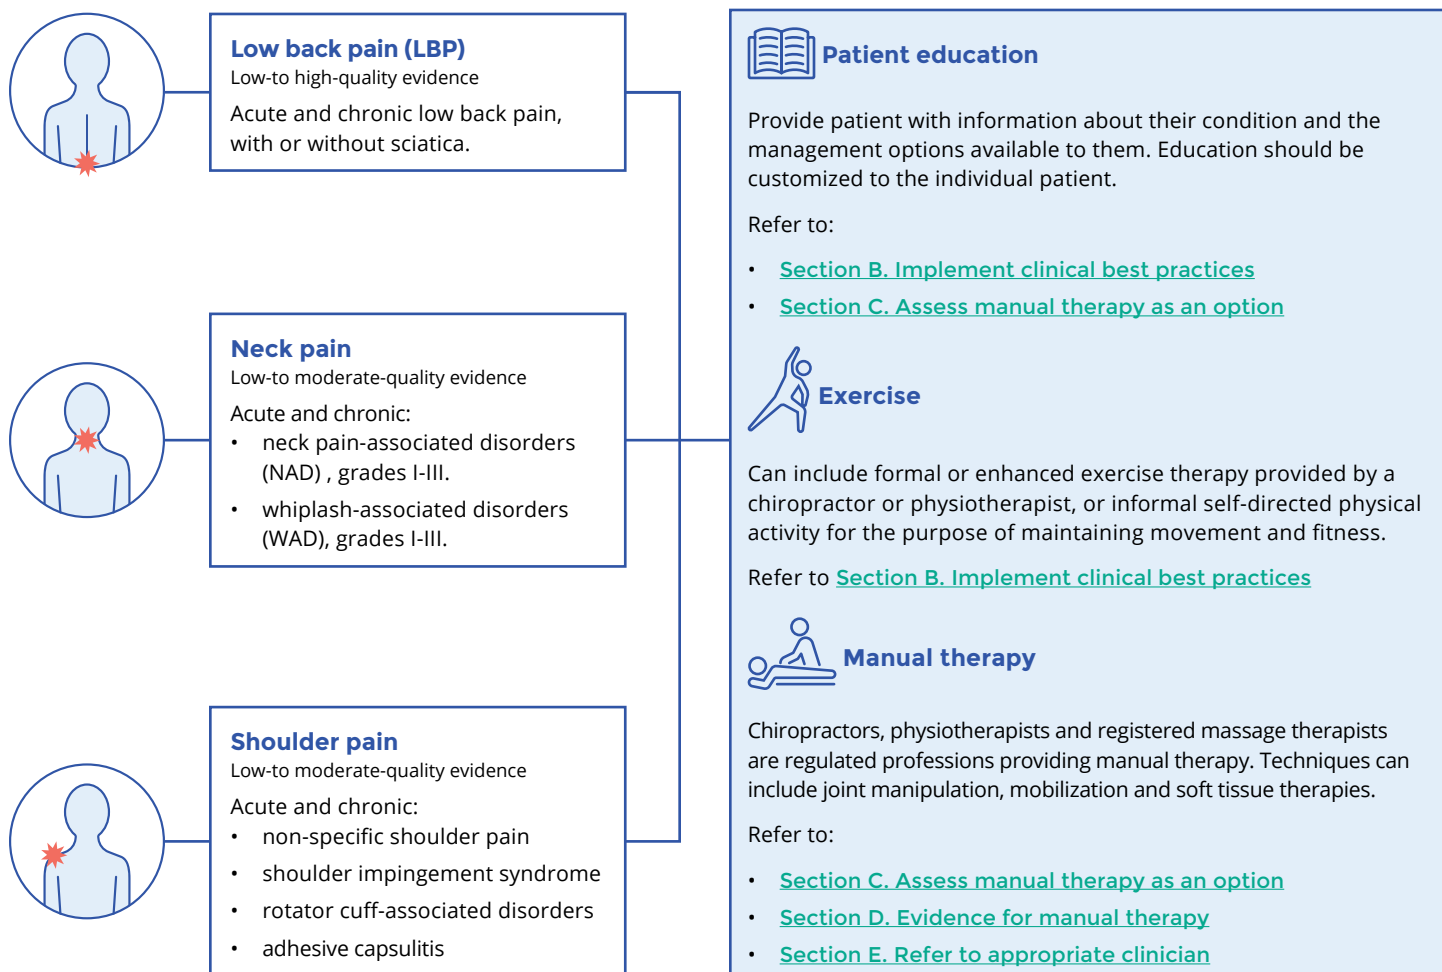 Low back pain (LBP)
Low-to high-quality evidence
Acute and chronic low back pain,
with or without sciatica.
Neck pain
Low-to moderate-quality evidence
Acute and chronic:
• neck pain-associated disorders
(NAD) , grades I-III.
• whiplash-associated disorders
(WAD), grades I-III.
Shoulder pain
Low-to moderate-quality evidence
Acute and chronic:
• non-specific shoulder pain
• shoulder impingement syndrome
• rotator cuff-associated disorders
• adhesive capsulitis
Patient education
Provide patient with information about their condition and the
management options available to them. Education should be
customized to the individual patient.
Refer to:
• Section B. Implement clinical best practices
• Section C. Assess manual therapy as an option
Exercise
Can include formal or enhanced exercise therapy provided by a
chiropractor or physiotherapist, or informal self-directed physical
activity for the purpose of maintaining movement and fitness.
Refer to Section B. Implement clinical best practices
Manual therapy
Chiropractors, physiotherapists and registered massage therapists
are regulated professions providing manual therapy. Techniques can
include joint manipulation, mobilization and soft tissue therapies.
Refer to:
• Section C. Assess manual therapy as an option
• Section D. Evidence for manual therapy
• Section E. Refer to appropriate clinician